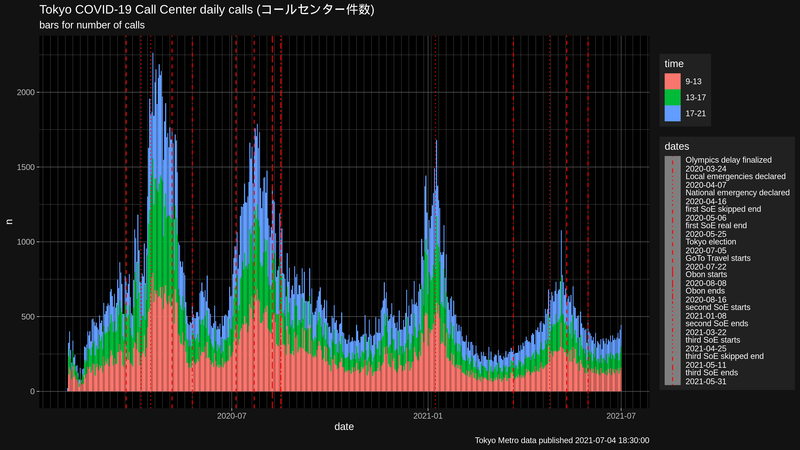 Tokyo COVID-19 Call Center daily calls (コールセンター件数)
bars for number of calls
n
2000
1500
1000
500
0
2020-07
2021-01
2021-07
date
time
9-13
13-17
17-21
dates
Olympics delay finalized
2020-03-24
Local emergencies declared
2020-04-07
National emergency declared
2020-04-16
first SoE skipped end
2020-05-06
first SoE real end
2020-05-25
Tokyo election
2020-07-05
GoTo Travel starts
2020-07-22
Obon starts
2020-08-08
Obon ends
2020-08-16
second SoE starts
2021-01-08
second SoE ends
2021-03-22
third SoE starts
2021-04-25
third SoE skipped end
2021-05-11
third SoE ends
2021-05-31
Tokyo Metro data published 2021-07-04 18:30:00